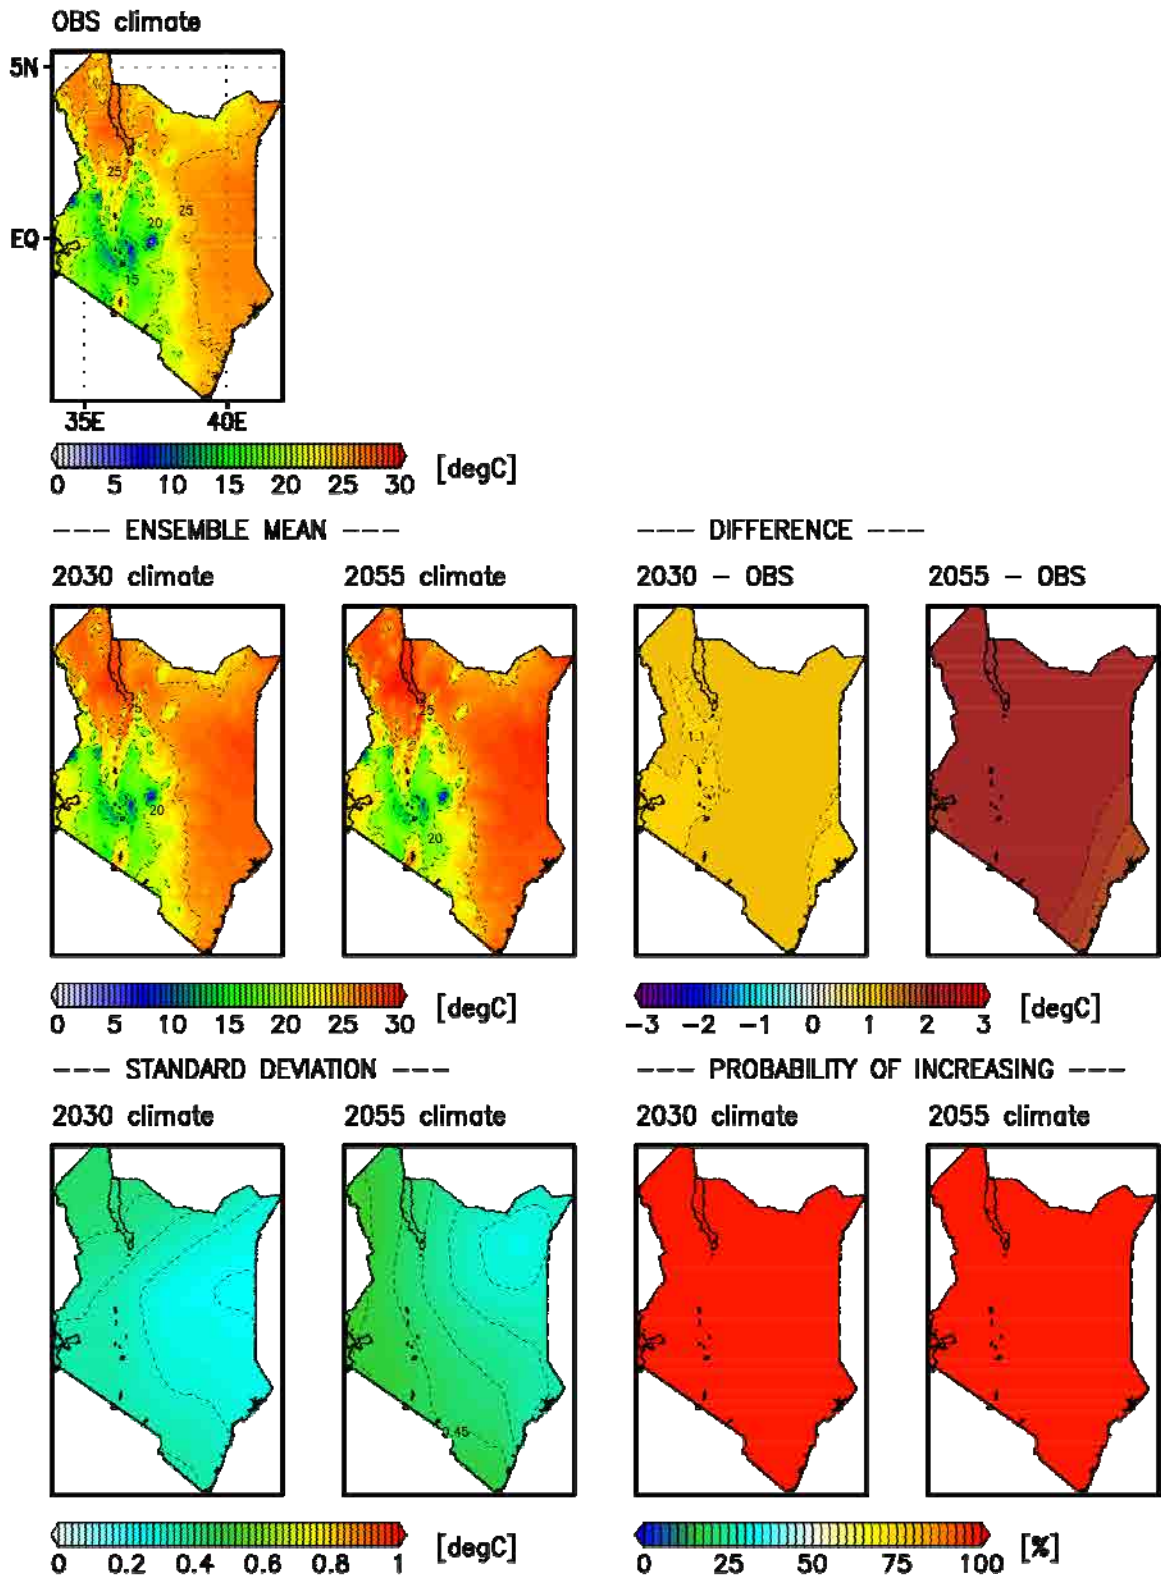 OBS climate
5N
25
25
20
EQ
15
35E 40E
0 5 10 15 20 25 30 [degC]
--- ENSEMBLE MEAN --- --- DIFFERENCE ---
2030 climate 2055 climate 2030 - OBS 2055 - OBS
25 25
1.1
20
20
0 5 10 15 20 25 30 [degC] -3 -2 -1 0 1 2 3 [degC]
--- STANDARD DEVIATION --- --- PROBABILITY OF INCREASING ---
2030 climate 2055 climate 2030 climate 2055 climate
0.45
0 0.2 0.4 0.6 0.8 1 [degC] 0 25 50 75 100 [%]